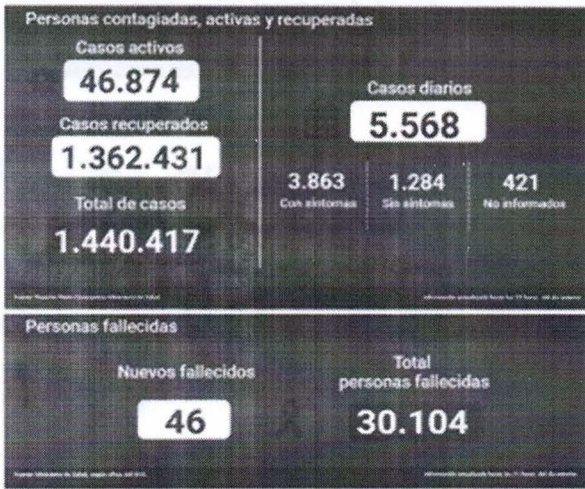 Personas contagiadas, activas y recuperadas
Casos activos
46.874
Casos recuperados
1.362.431
Total de casos
1.440.417
Casos diarios
5.568
3.863
Con síntomas
1.284
Sin síntomas
421
No informados
Personas fallecidas
Nuevos fallecidos
46
Total
personas fallecidas
30.104